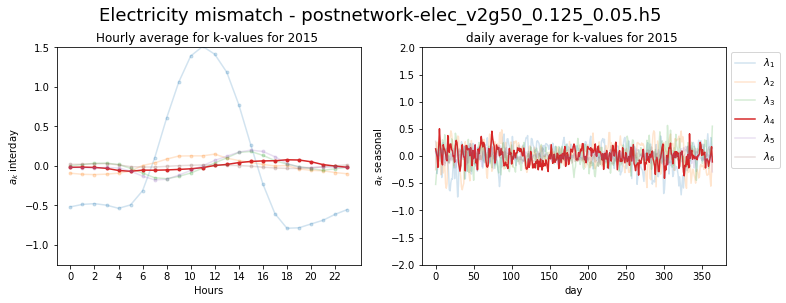 Electricity mismatch - postnetwork-elec_v2g50_0.125_0.05.h5
Hourly average for k-values for 2015
1.5
1.0
0.5
0.0
−0.5
−1.0
a_k interday
0 2 4 6 8 10 12 14 16 18 20 22
Hours
daily average for k-values for 2015
2.0
1.5
1.0
0.5
0.0
−0.5
−1.0
−1.5
−2.0
a_k seasonal
0 50 100 150 200 250 300 350
day
λ₁
λ₂
λ₃
λ₄
λ₅
λ₆